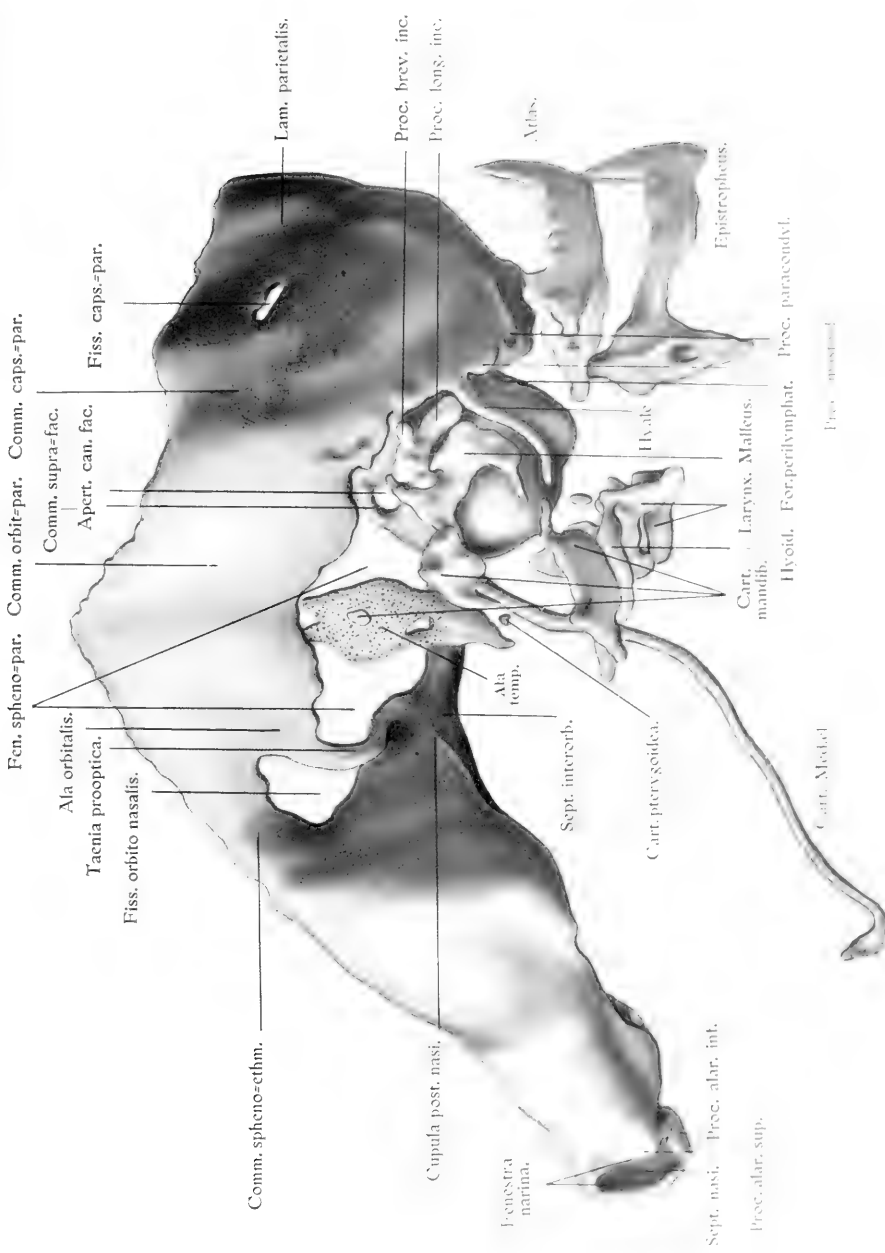 Fen. spheno=par. Comm. orbit=par. Comm. caps.=par.
Comm. supra=fac.
Apert. can. fac.
Fiss. caps.=par.
Ala orbitalis.
Taenia prooptica.
Fiss. orbito nasalis.
Lam. parietalis.
Proc. brev. inc.
Proc. long. inc.
Atlas.
Epistropheus.
Comm. spheno=ethm.
Cupula post. nasi.
Fenestra
narina.
Sept. nasi. Proc. alar. int.
Proc. alar. sup.
Ala
temp.
Sept. interorb.
Cart. pterygoidea.
Cart. Meckel
Hyale
Cart.
mandib.
Larynx. Malleus.
Hyoid. For. perilymphat. Proc. paracondyl.